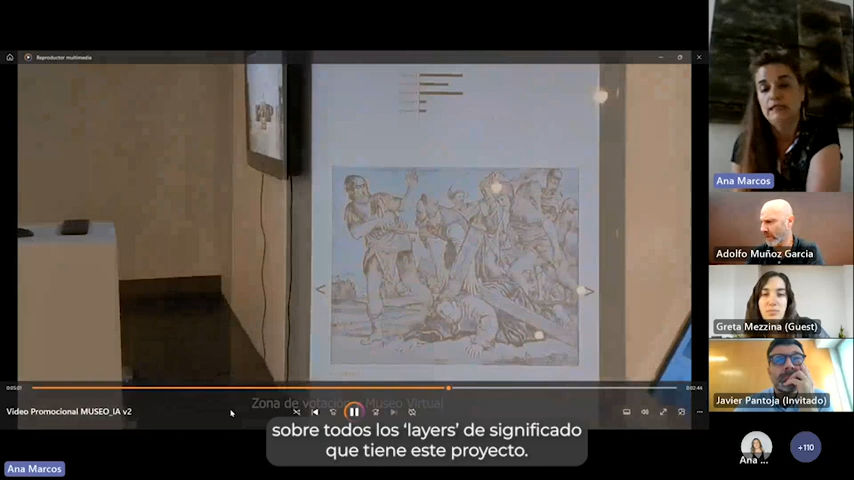 Reproductor multimedia
Ana Marcos
Adolfo Muñoz Garcia
Greta Mezzina (Guest)
Javier Pantoja (Invitado)
0:05:01
0:02:44
Zona de votación - Museo Virtual
Video Promocional MUSEO_IA v2
sobre todos los ‘layers’ de significado
que tiene este proyecto.
Ana ...
+110
Ana Marcos